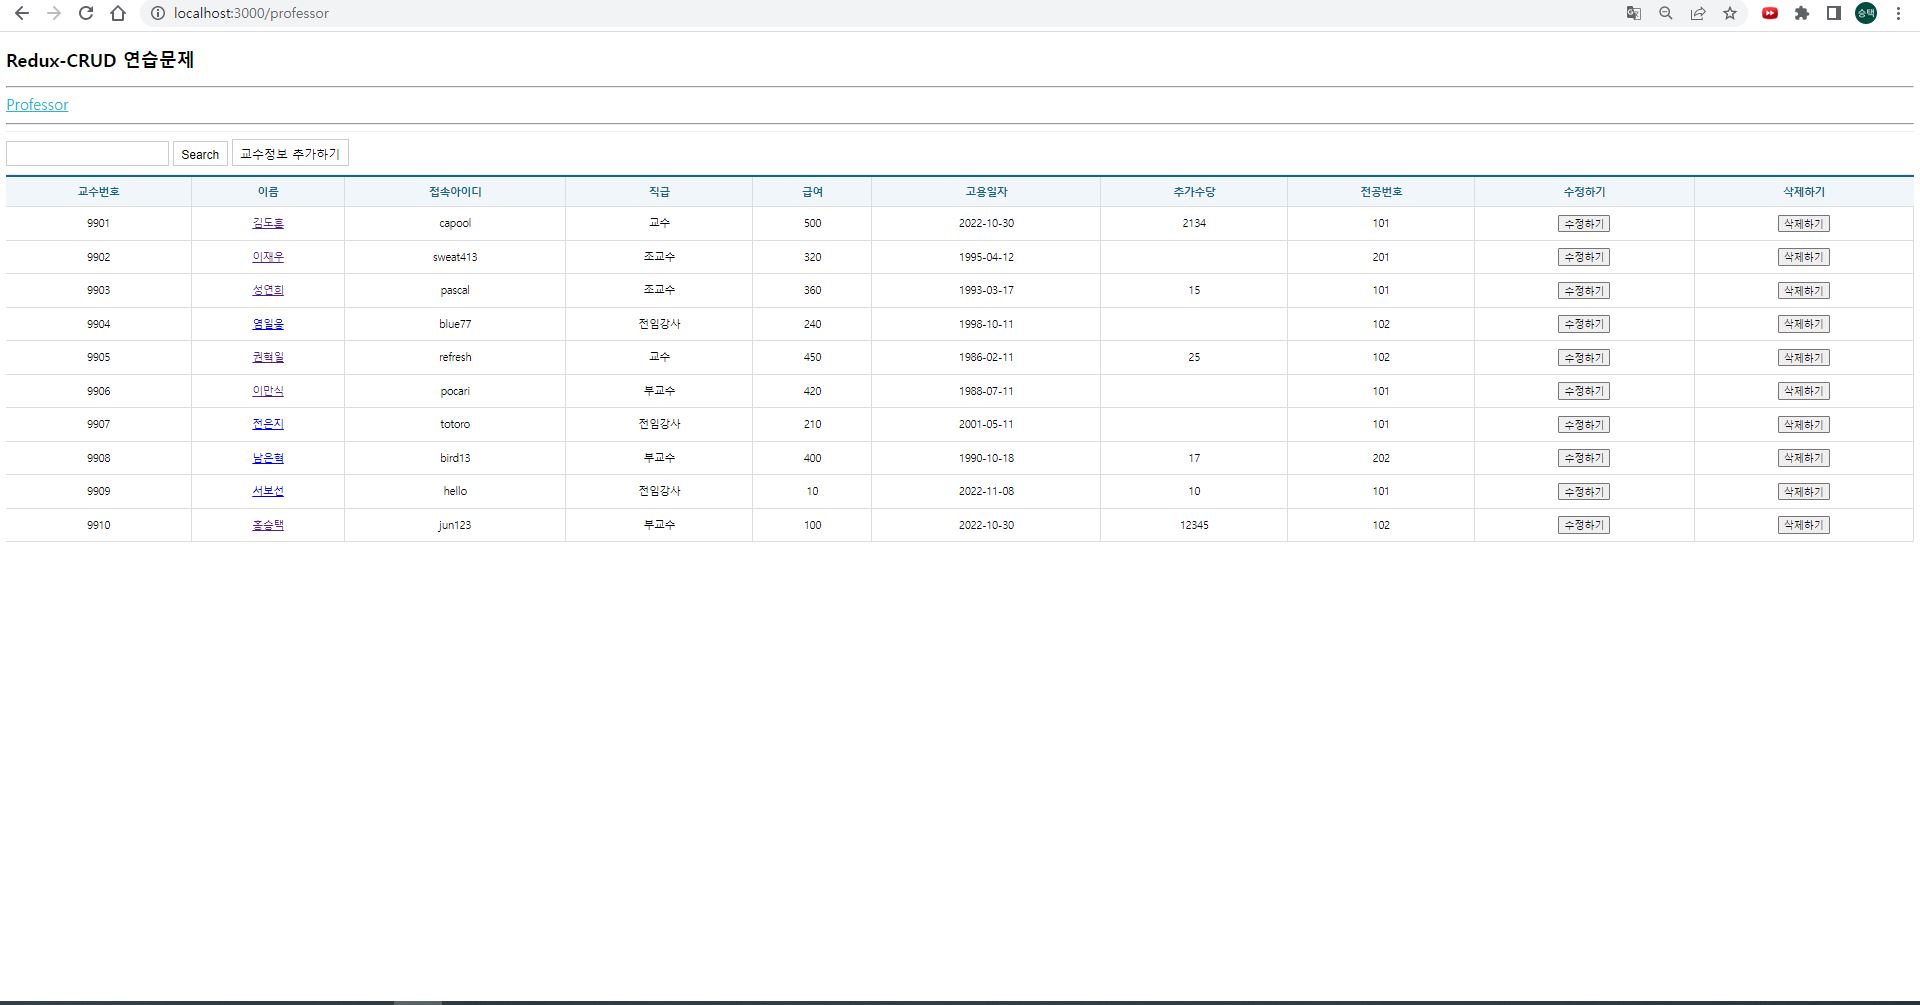 localhost:3000/professor
승택
Redux-CRUD 연습문제
Professor
Search 교수정보 추가하기
교수번호 이름 접속아이디 직급 급여 고용일자 추가수당 전공번호 수정하기 삭제하기
9901 김도훈 capool 교수 500 2022-10-30 2134 101 수정하기 삭제하기
9902 이재우 sweat413 조교수 320 1995-04-12 201 수정하기 삭제하기
9903 성연희 pascal 조교수 360 1993-03-17 15 101 수정하기 삭제하기
9904 염일웅 blue77 전임강사 240 1998-10-11 102 수정하기 삭제하기
9905 권혁일 refresh 교수 450 1986-02-11 25 102 수정하기 삭제하기
9906 이만식 pocari 부교수 420 1988-07-11 101 수정하기 삭제하기
9907 전은지 totoro 전임강사 210 2001-05-11 101 수정하기 삭제하기
9908 남은혁 bird13 부교수 400 1990-10-18 17 202 수정하기 삭제하기
9909 서보선 hello 전임강사 10 2022-11-08 10 101 수정하기 삭제하기
9910 홍승택 jun123 부교수 100 2022-10-30 12345 102 수정하기 삭제하기